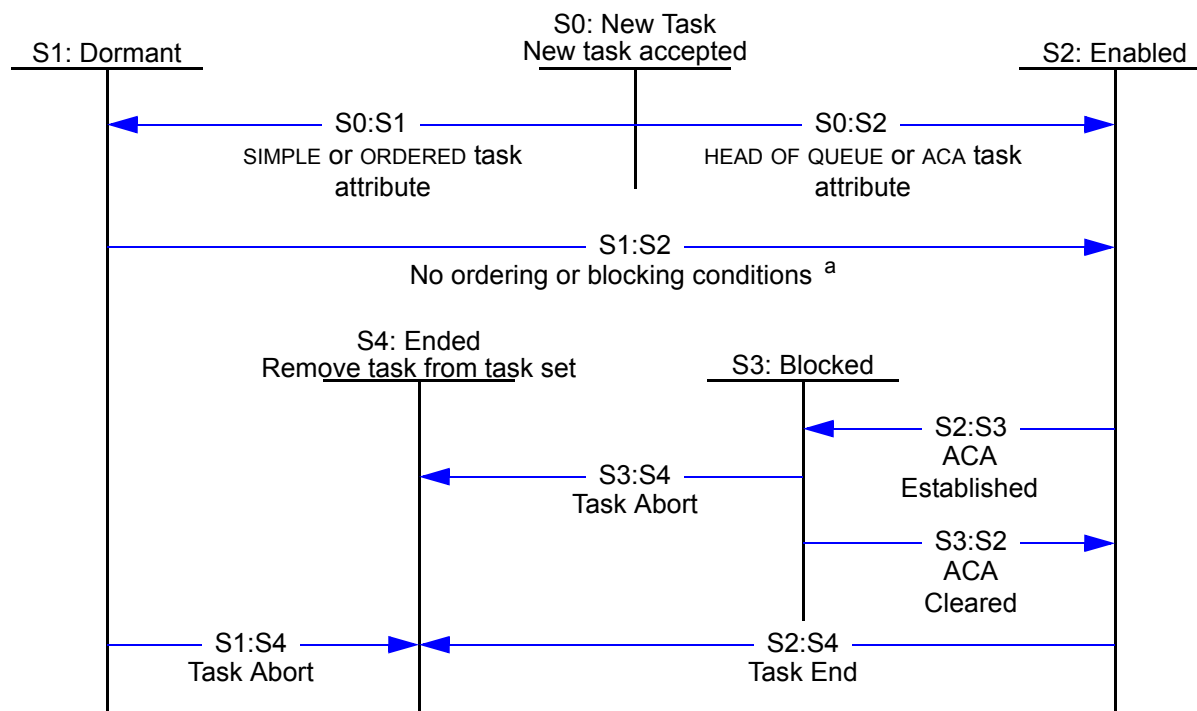 S0: New Task
New task accepted
S1: Dormant
S2: Enabled
S0:S1
SIMPLE or ORDERED task
attribute
S0:S2
HEAD OF QUEUE or ACA task
attribute
S1:S2
No ordering or blocking conditions a
S4: Ended
Remove task from task set
S3: Blocked
S2:S3
ACA
Established
S3:S4
Task Abort
S3:S2
ACA
Cleared
S1:S4
Task Abort
S2:S4
Task End